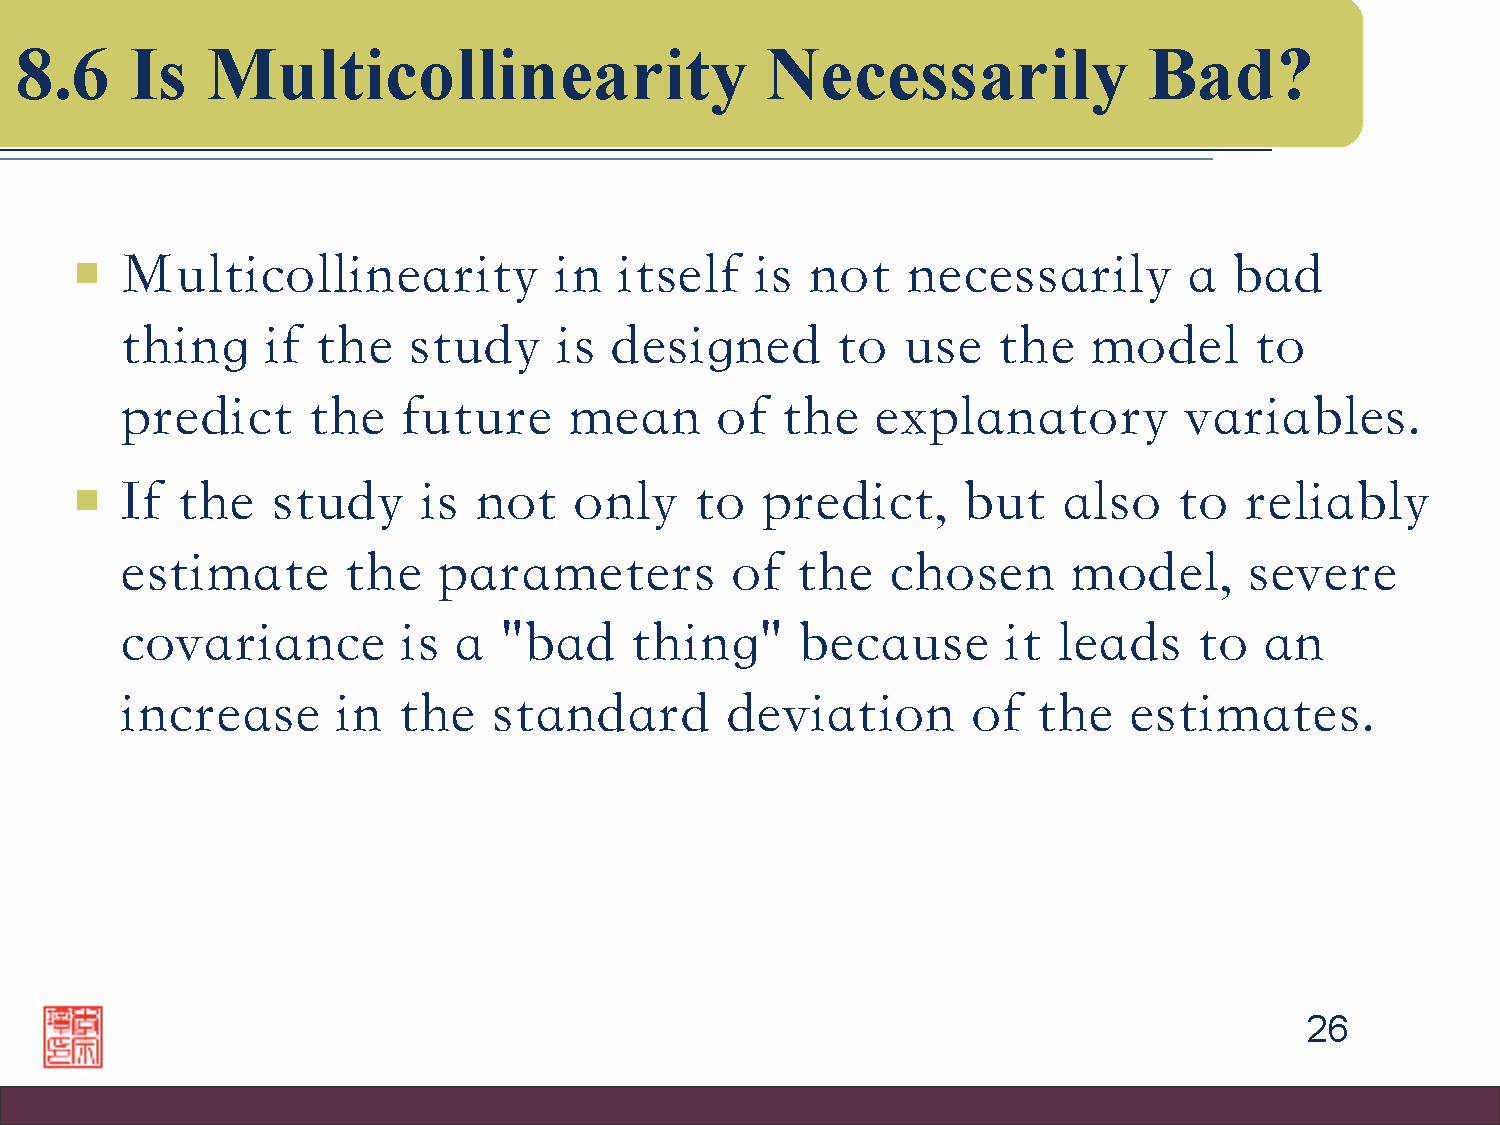 8.6 Is Multicollinearity Necessarily Bad?
Multicollinearity in itself is not necessarily a bad
thing if the study is designed to use the model to
predict the future mean of the explanatory variables.
If the study is not only to predict, but also to reliably
estimate the parameters of the chosen model, severe
covariance is a "bad thing" because it leads to an
increase in the standard deviation of the estimates.
26